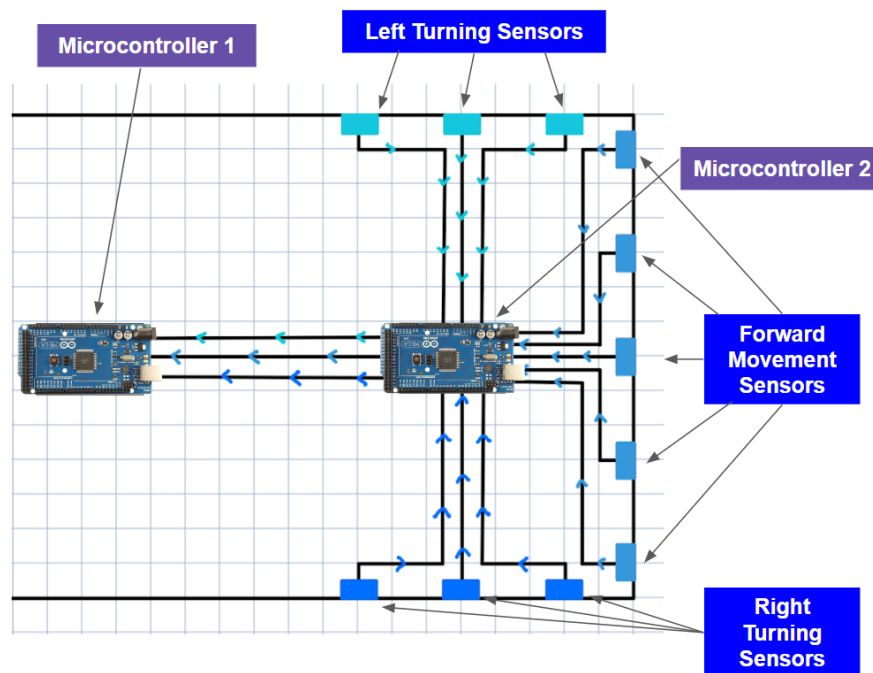 Microcontroller 1
Left Turning Sensors
Microcontroller 2
Forward
Movement
Sensors
Right
Turning
Sensors